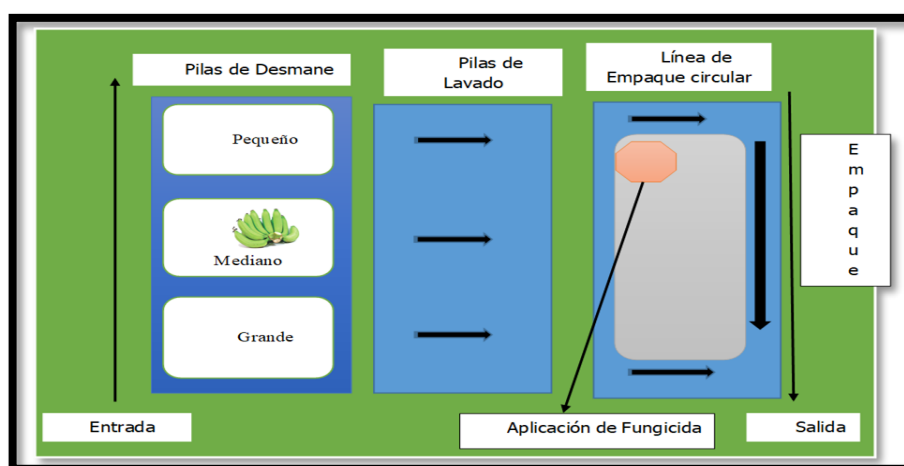 Pilas de Desmane
Pilas de
Lavado
Línea de
Empaque circular
Pequeño
Mediano
Grande
E
m
p
a
q
u
e
Entrada
Aplicación de Fungicida
Salida